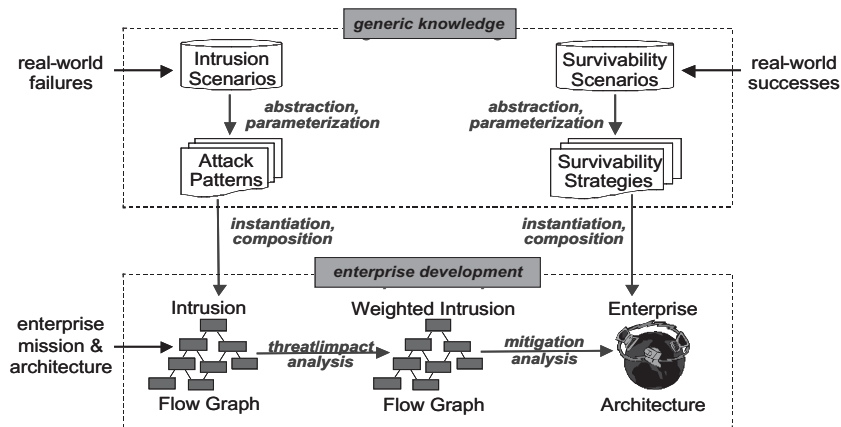 generic knowledge
real-world
failures
Intrusion
Scenarios
Survivability
Scenarios
real-world
successes
abstraction,
parameterization
abstraction,
parameterization
Attack
Patterns
Survivability
Strategies
instantiation,
composition
instantiation,
composition
enterprise development
enterprise
mission &
architecture
Intrusion
Flow Graph
threat/impact
analysis
Weighted Intrusion
Flow Graph
mitigation
analysis
Enterprise
Architecture